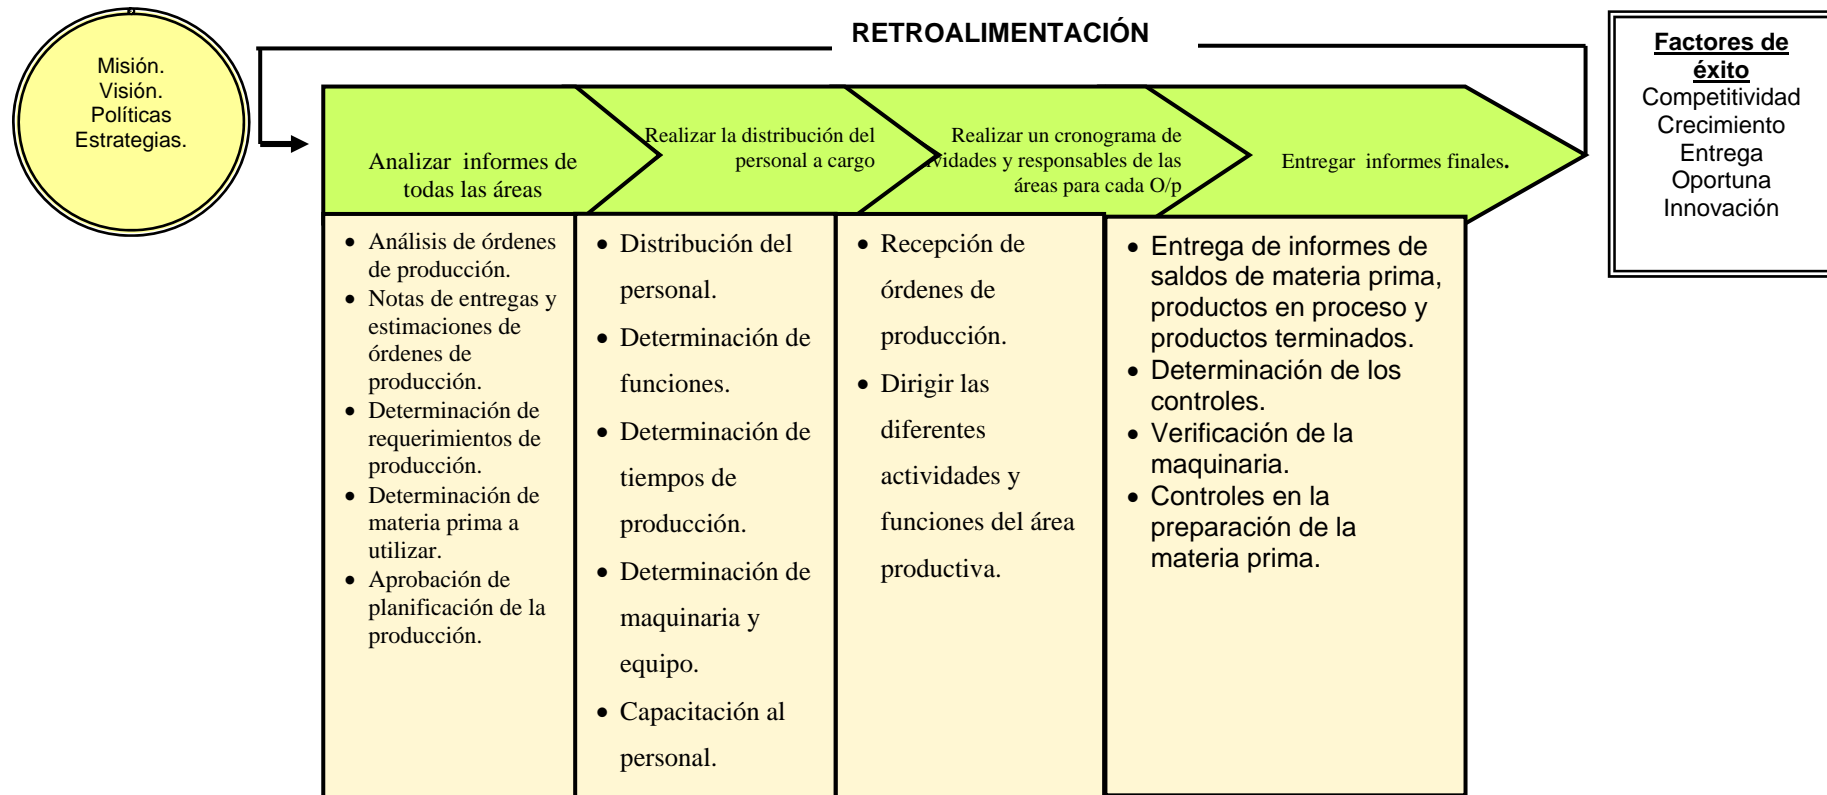 RETROALIMENTACIÓN
Misión.
Visión.
Políticas
Estrategias.
Analizar informes de
todas las áreas
Realizar la distribución del
personal a cargo
Realizar un cronograma de
vidades y responsables de las
áreas para cada O/p
Entregar informes finales.
Factores de
éxito
Competitividad
Crecimiento
Entrega
Oportuna
Innovación
• Análisis de órdenes
de producción.
• Notas de entregas y
estimaciones de
órdenes de
producción.
• Determinación de
requerimientos de
producción.
• Determinación de
materia prima a
utilizar.
• Aprobación de
planificación de la
producción.
• Distribución del
personal.
• Determinación de
funciones.
• Determinación de
tiempos de
producción.
• Determinación de
maquinaria y
equipo.
• Capacitación al
personal.
• Recepción de
órdenes de
producción.
• Dirigir las
diferentes
actividades y
funciones del área
productiva.
• Entrega de informes de
saldos de materia prima,
productos en proceso y
productos terminados.
• Determinación de los
controles.
• Verificación de la
maquinaria.
• Controles en la
preparación de la
materia prima.